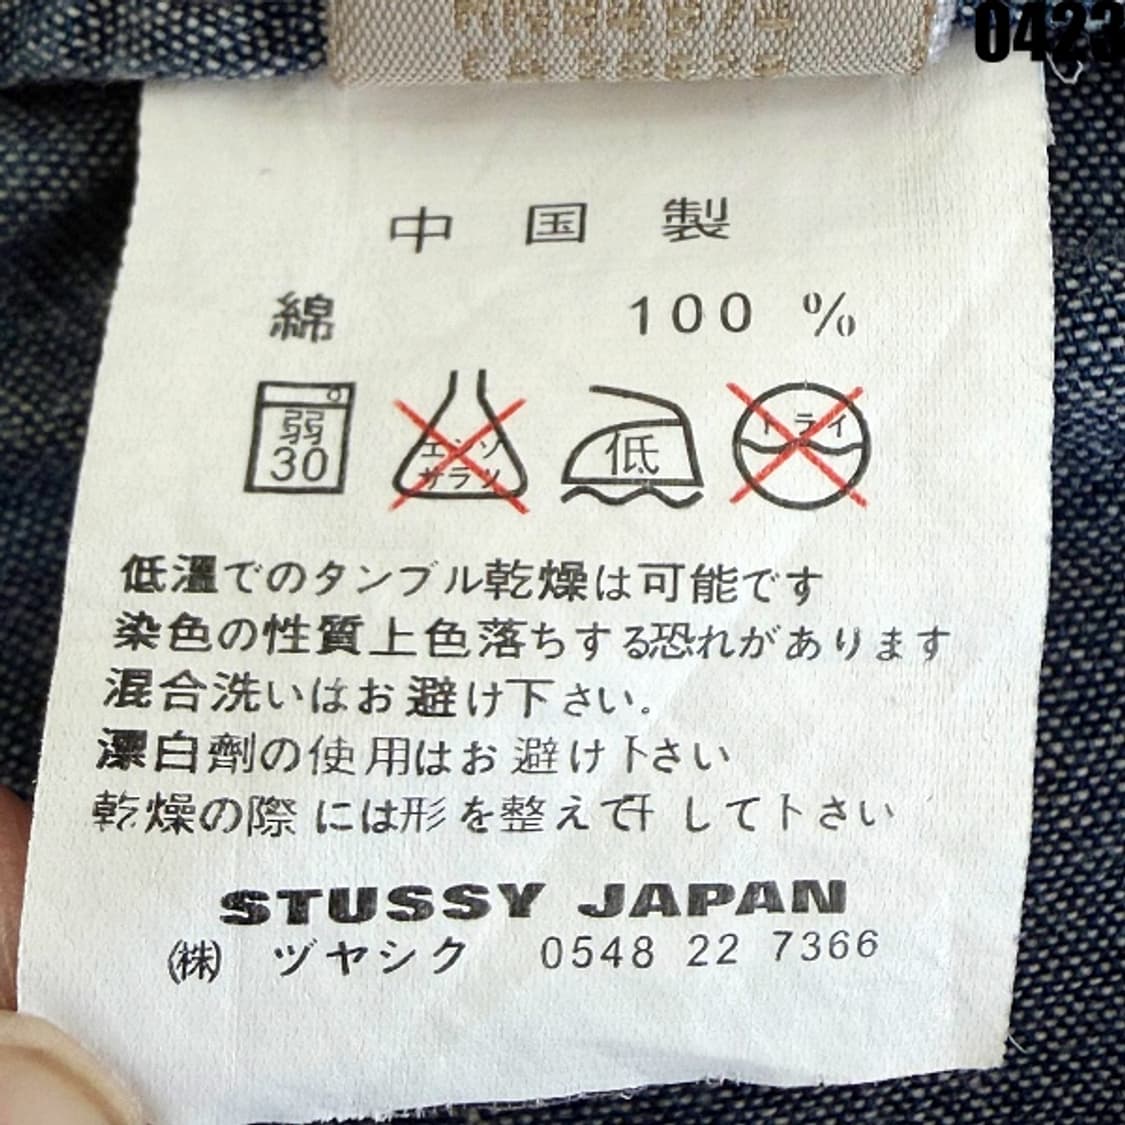 0423
中国製
綿 100 %
弱 エンソ 低 ドライ
30 サラシ
低温でのタンブル乾燥は可能です
染色の性質上色落ちする恐れがあります
混合洗いはお避け下さい.
漂白剤の使用はお避け下さい
乾燥の際には形を整えて干して下さい
STUSSY JAPAN
(株) ヅヤシク 0548 22 7366